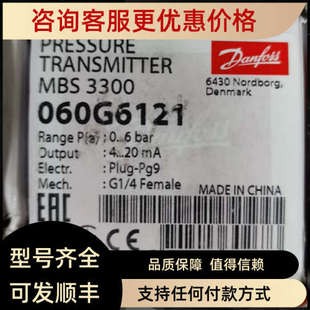 咨询客服更优惠价格
PRESSURE
TRANSMITTER
MBS 3300
060G6121
Danfoss
6430 Nordborg,
Denmark
Range P(e) : 0...6 bar
Output : 4...20 mA
Electr. : Plug-Pg9
Mech. : G1/4 Female
MADE IN CHINA
EAC
CE
型号齐全
可发顺丰
品质保障 值得信赖
支持任何付款方式